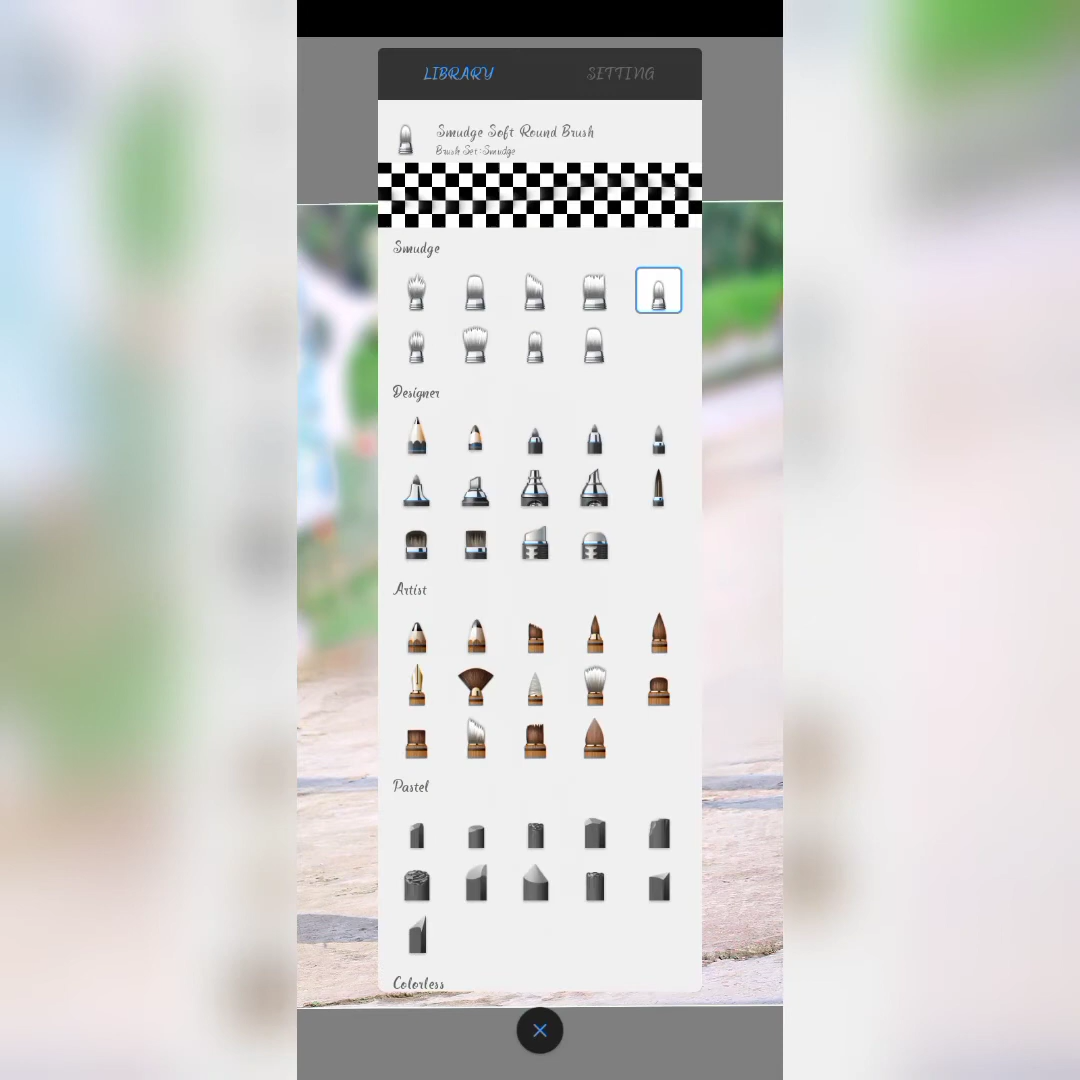 LIBRARY SETTING
Smudge Soft Round Brush
Brush Set:Smudge
Smudge
Designer
Artist
Pastel
Colorless